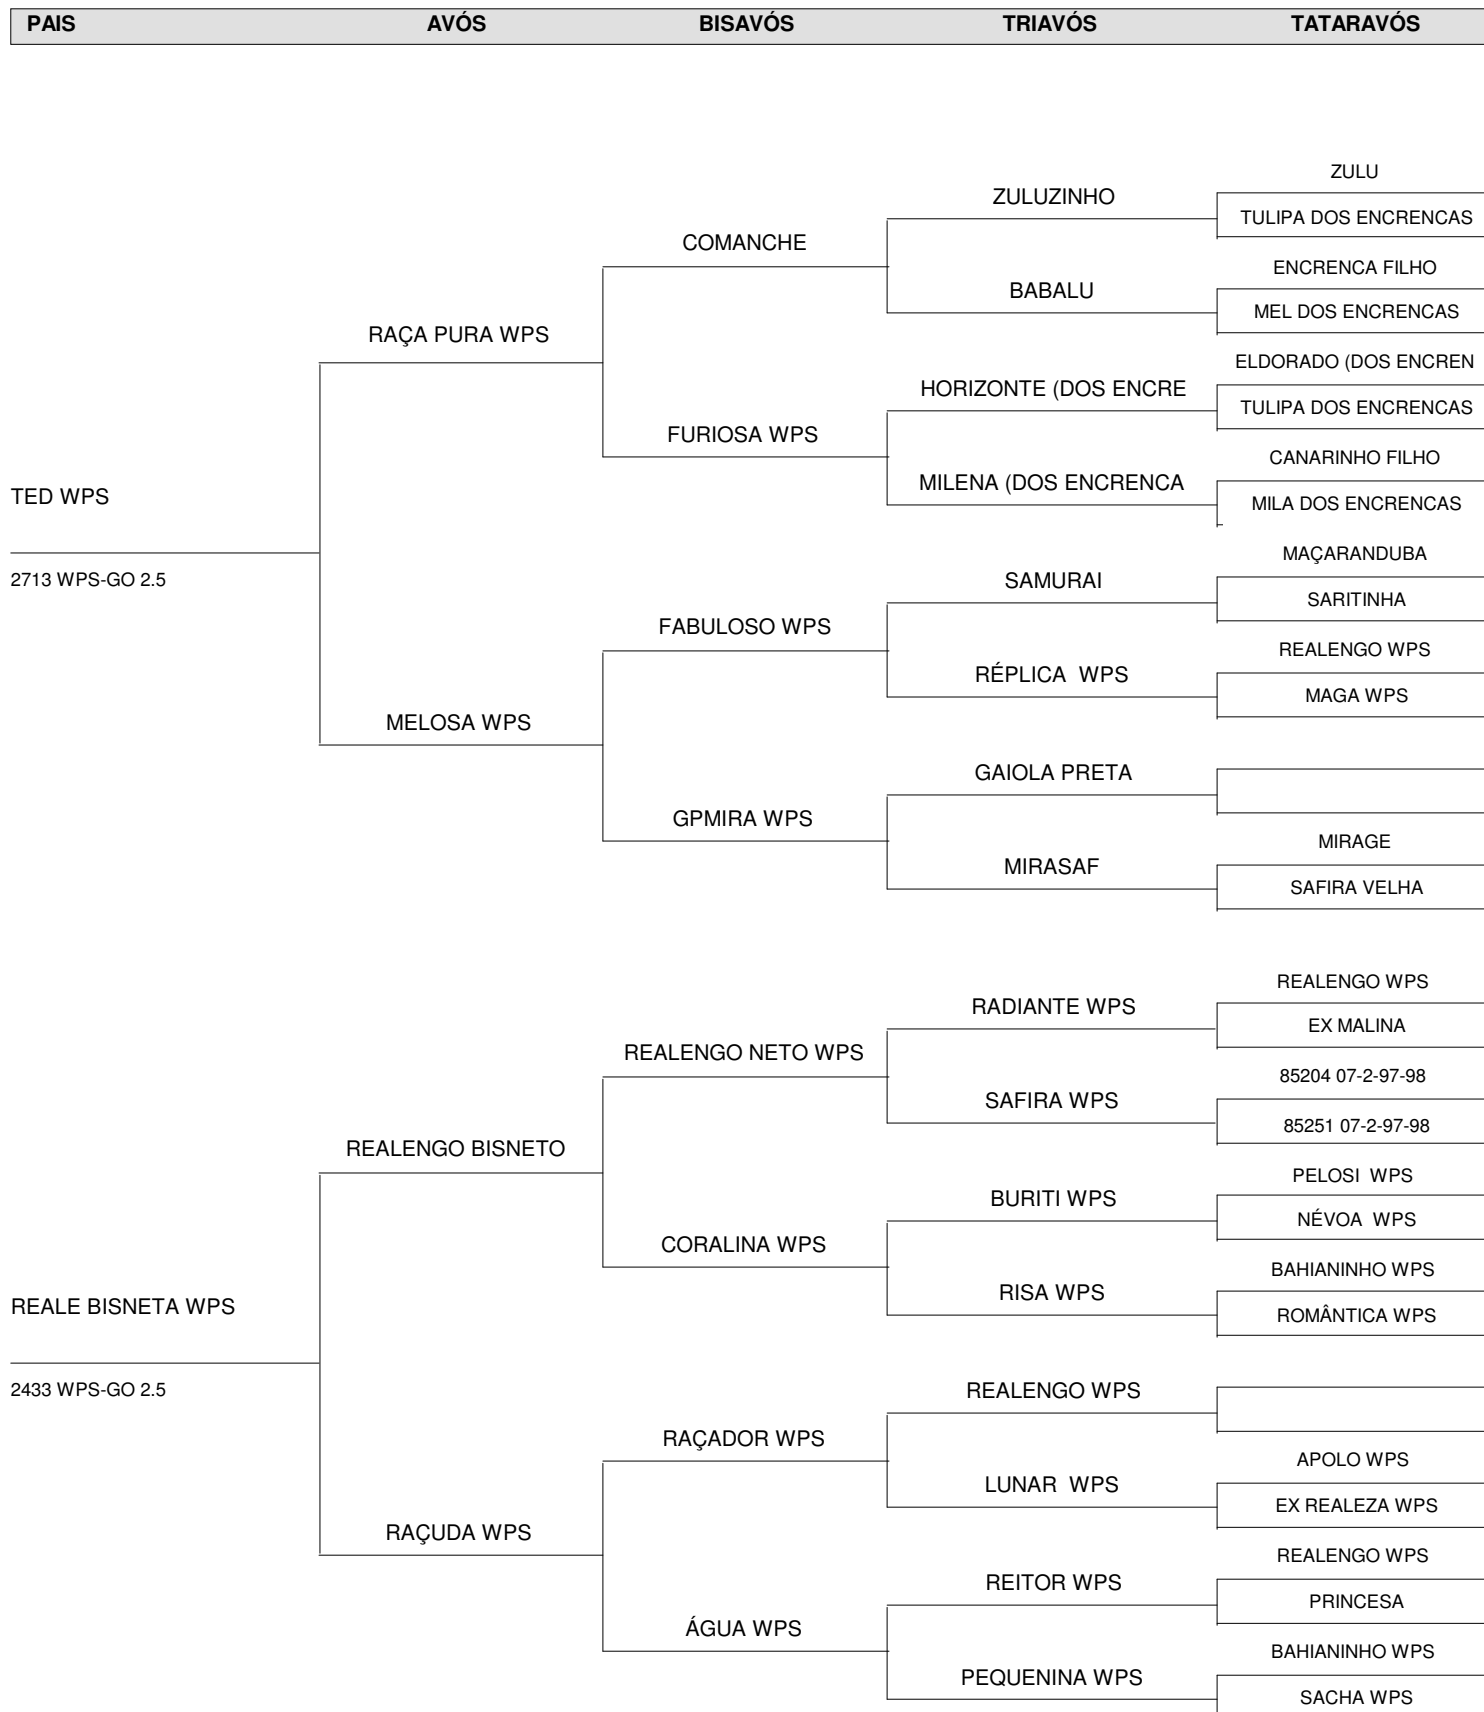 PAIS AVÓS BISAVÓS TRIAVÓS TATARAVÓS
ZULU
ZULUZINHO
TULIPA DOS ENCRENCAS
COMANCHE
ENCRENCA FILHO
BABALU
MEL DOS ENCRENCAS
RAÇA PURA WPS
ELDORADO (DOS ENCREN
HORIZONTE (DOS ENCRE
TULIPA DOS ENCRENCAS
FURIOSA WPS
CANARINHO FILHO
MILENA (DOS ENCRENCA
MILA DOS ENCRENCAS
TED WPS
2713 WPS-GO 2.5
MAÇARANDUBA
SAMURAI
SARITINHA
FABULOSO WPS
REALENGO WPS
RÉPLICA  WPS
MAGA WPS
MELOSA WPS
GAIOLA PRETA
GPMIRA WPS
MIRAGE
MIRASAF
SAFIRA VELHA
REALENGO WPS
RADIANTE WPS
EX MALINA
REALENGO NETO WPS
85204 07-2-97-98
SAFIRA WPS
85251 07-2-97-98
REALENGO BISNETO
PELOSI  WPS
BURITI WPS
NÉVOA  WPS
CORALINA WPS
BAHIANINHO WPS
RISA WPS
ROMÂNTICA WPS
REALE BISNETA WPS
2433 WPS-GO 2.5
REALENGO WPS
RAÇADOR WPS
APOLO WPS
LUNAR  WPS
EX REALEZA WPS
RAÇUDA WPS
REALENGO WPS
REITOR WPS
PRINCESA
ÁGUA WPS
BAHIANINHO WPS
PEQUENINA WPS
SACHA WPS